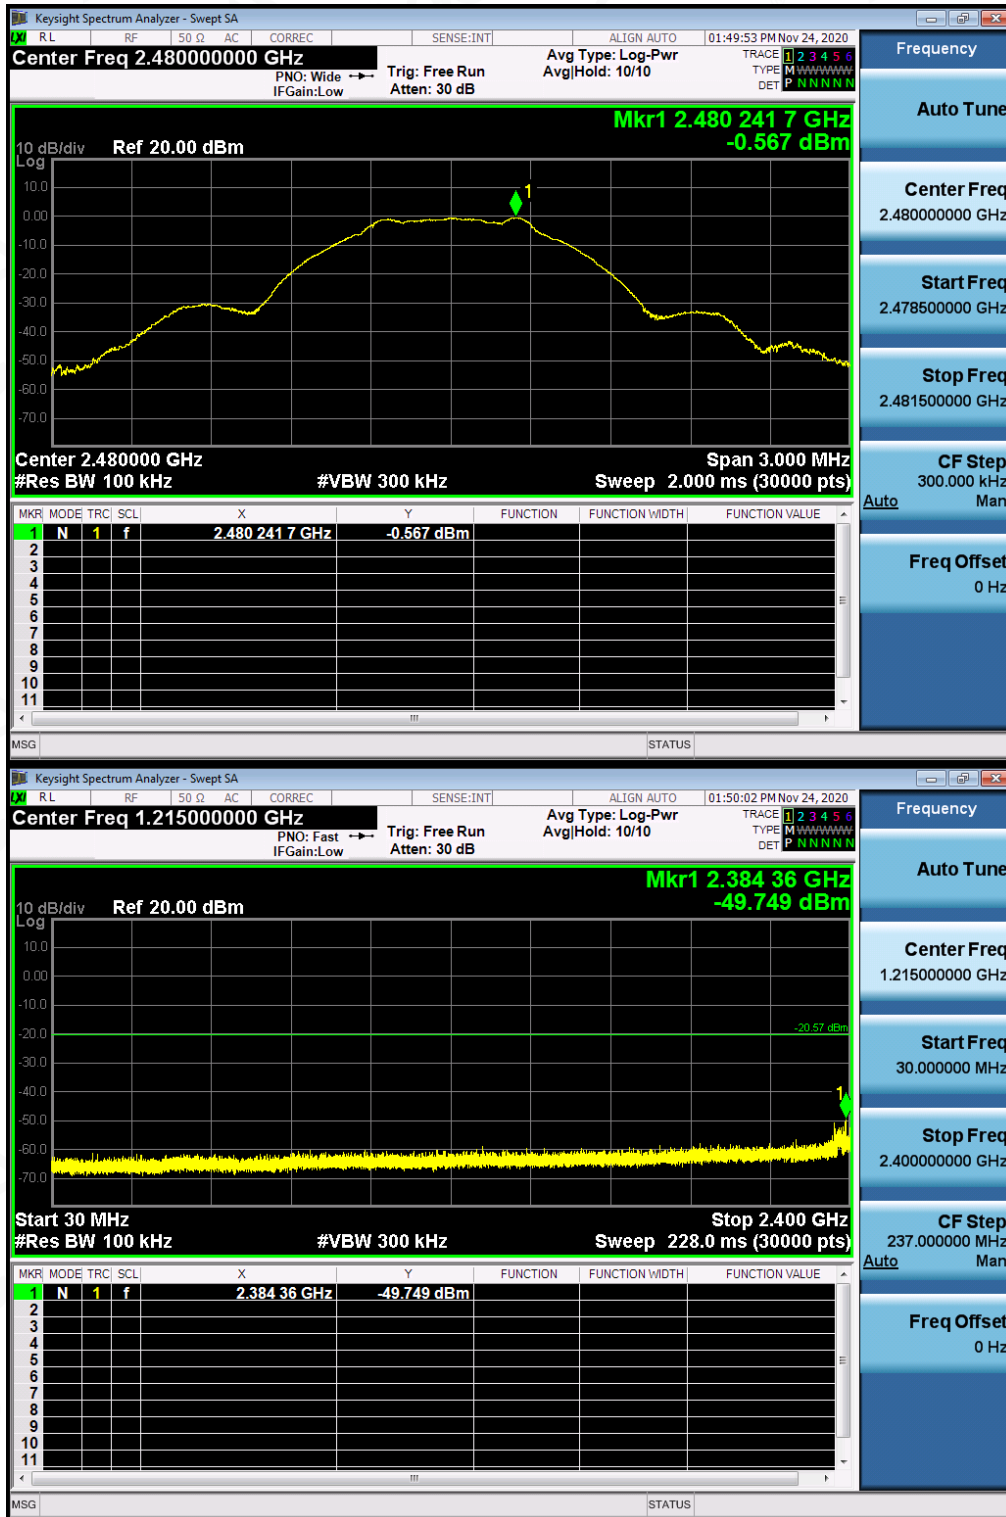 Keysight Spectrum Analyzer - Swept SA
LXI RL RF 50 Ω AC CORREC SENSE:INT ALIGN AUTO 01:49:53 PM Nov 24, 2020
Center Freq 2.480000000 GHz
PNO: Wide
IFGain:Low
Trig: Free Run
Atten: 30 dB
Avg Type: Log-Pwr
Avg|Hold: 10/10
TRACE 1 2 3 4 5 6
TYPE M WWWWW
DET P N N N N N
Mkr1 2.480 241 7 GHz
-0.567 dBm
10 dB/div Ref 20.00 dBm
Log
10.0
0.00
-10.0
-20.0
-30.0
-40.0
-50.0
-60.0
-70.0
1
Center 2.480000 GHz Span 3.000 MHz
#Res BW 100 kHz #VBW 300 kHz Sweep 2.000 ms (30000 pts)
MKR MODE TRC SCL X Y FUNCTION FUNCTION WIDTH FUNCTION VALUE
1 N 1 f 2.480 241 7 GHz -0.567 dBm
2
3
4
5
6
7
8
9
10
11
MSG STATUS
Frequency
Auto Tune
Center Freq
2.480000000 GHz
Start Freq
2.478500000 GHz
Stop Freq
2.481500000 GHz
CF Step
300.000 kHz
Auto Man
Freq Offset
0 Hz
Keysight Spectrum Analyzer - Swept SA
LXI RL RF 50 Ω AC CORREC SENSE:INT ALIGN AUTO 01:50:02 PM Nov 24, 2020
Center Freq 1.215000000 GHz
PNO: Fast
IFGain:Low
Trig: Free Run
Atten: 30 dB
Avg Type: Log-Pwr
Avg|Hold: 10/10
TRACE 1 2 3 4 5 6
TYPE M WWWWW
DET P N N N N N
Mkr1 2.384 36 GHz
-49.749 dBm
10 dB/div Ref 20.00 dBm
Log
10.0
0.00
-10.0
-20.0
-30.0
-40.0
-50.0
-60.0
-70.0
-20.57 dBm
1
Start 30 MHz Stop 2.400 GHz
#Res BW 100 kHz #VBW 300 kHz Sweep 228.0 ms (30000 pts)
MKR MODE TRC SCL X Y FUNCTION FUNCTION WIDTH FUNCTION VALUE
1 N 1 f 2.384 36 GHz -49.749 dBm
2
3
4
5
6
7
8
9
10
11
MSG STATUS
Frequency
Auto Tune
Center Freq
1.215000000 GHz
Start Freq
30.000000 MHz
Stop Freq
2.400000000 GHz
CF Step
237.000000 MHz
Auto Man
Freq Offset
0 Hz